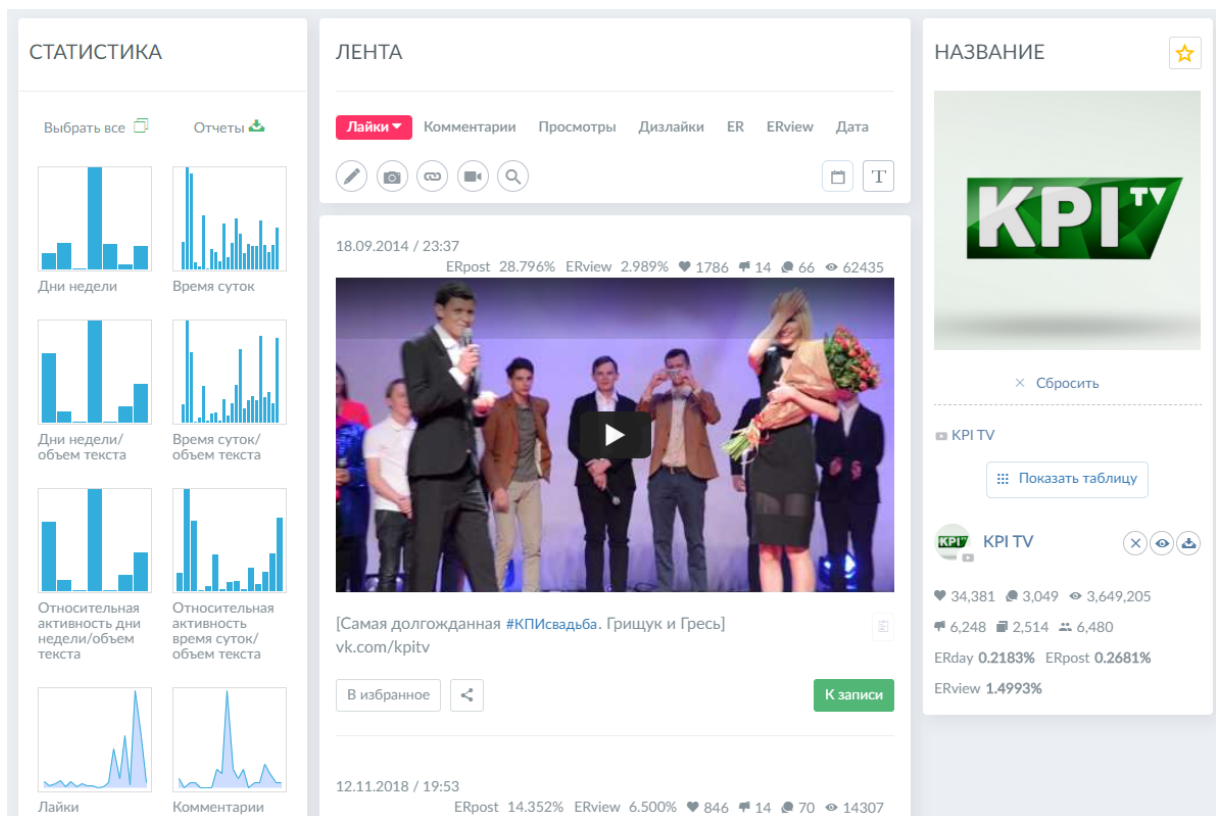 СТАТИСТИКА
Выбрать все
Отчеты
Дни недели
Время суток
Дни недели/
объем текста
Время суток/
объем текста
Относительная
активность дни
недели/объем
текста
Относительная
активность
время суток/
объем текста
Лайки
Комментарии
ЛЕНТА
Лайки
Комментарии
Просмотры
Дизлайки
ER
ERview
Дата
T
18.09.2014 / 23:37
ERpost 28.796% ERview 2.989% 1786 14 66 62435
[Самая долгожданная #КПИсвадьба. Грищук и Гресь]
vk.com/kpitv
В избранное
К записи
12.11.2018 / 19:53
ERpost 14.352% ERview 6.500% 846 14 70 14307
НАЗВАНИЕ
KPI TV
× Сбросить
KPI TV
Показать таблицу
KPI TV
KPI TV
34,381 3,049 3,649,205
6,248 2,514 6,480
ERday 0.2183% ERpost 0.2681%
ERview 1.4993%